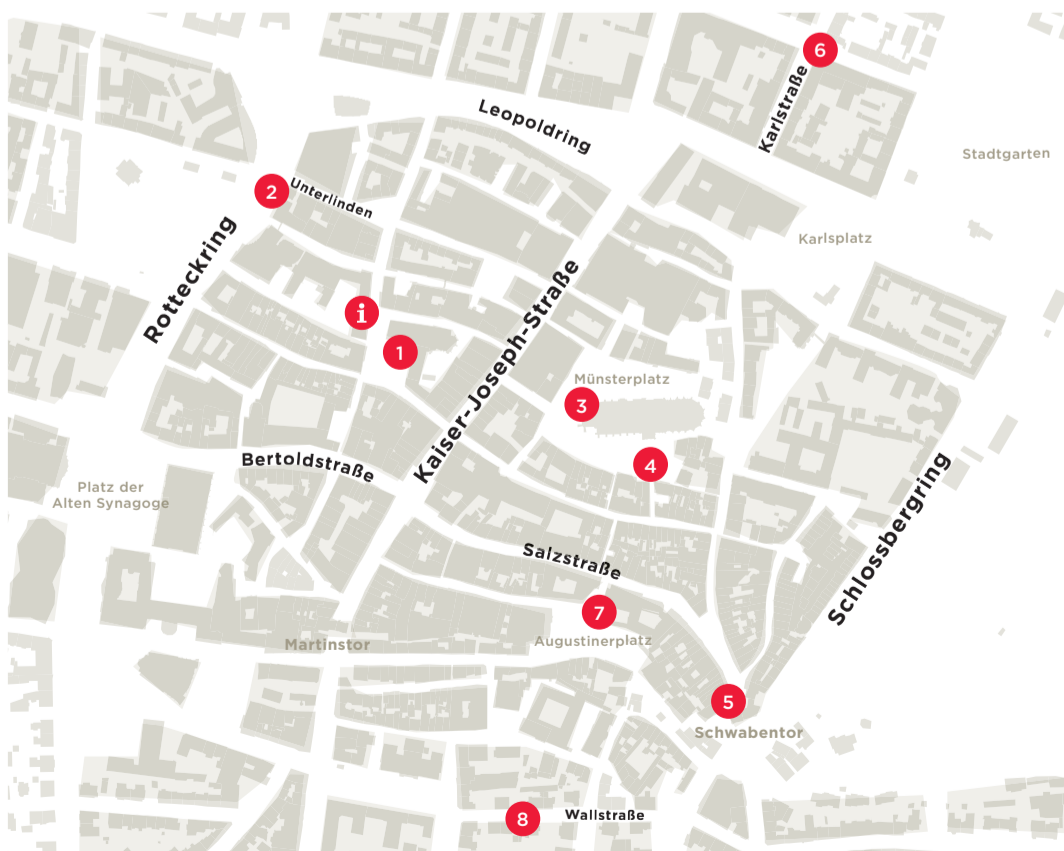 6
Karlstraße
Leopoldring
Stadtgarten
2
Unterlinden
Karlsplatz
Rotteckring
i
1
Kaiser-Joseph-Straße
Münsterplatz
3
Bertoldstraße
4
Platz der
Alten Synagoge
Schlossbergring
Salzstraße
7
Augustinerplatz
Martinstor
5
Schwabentor
8
Wallstraße